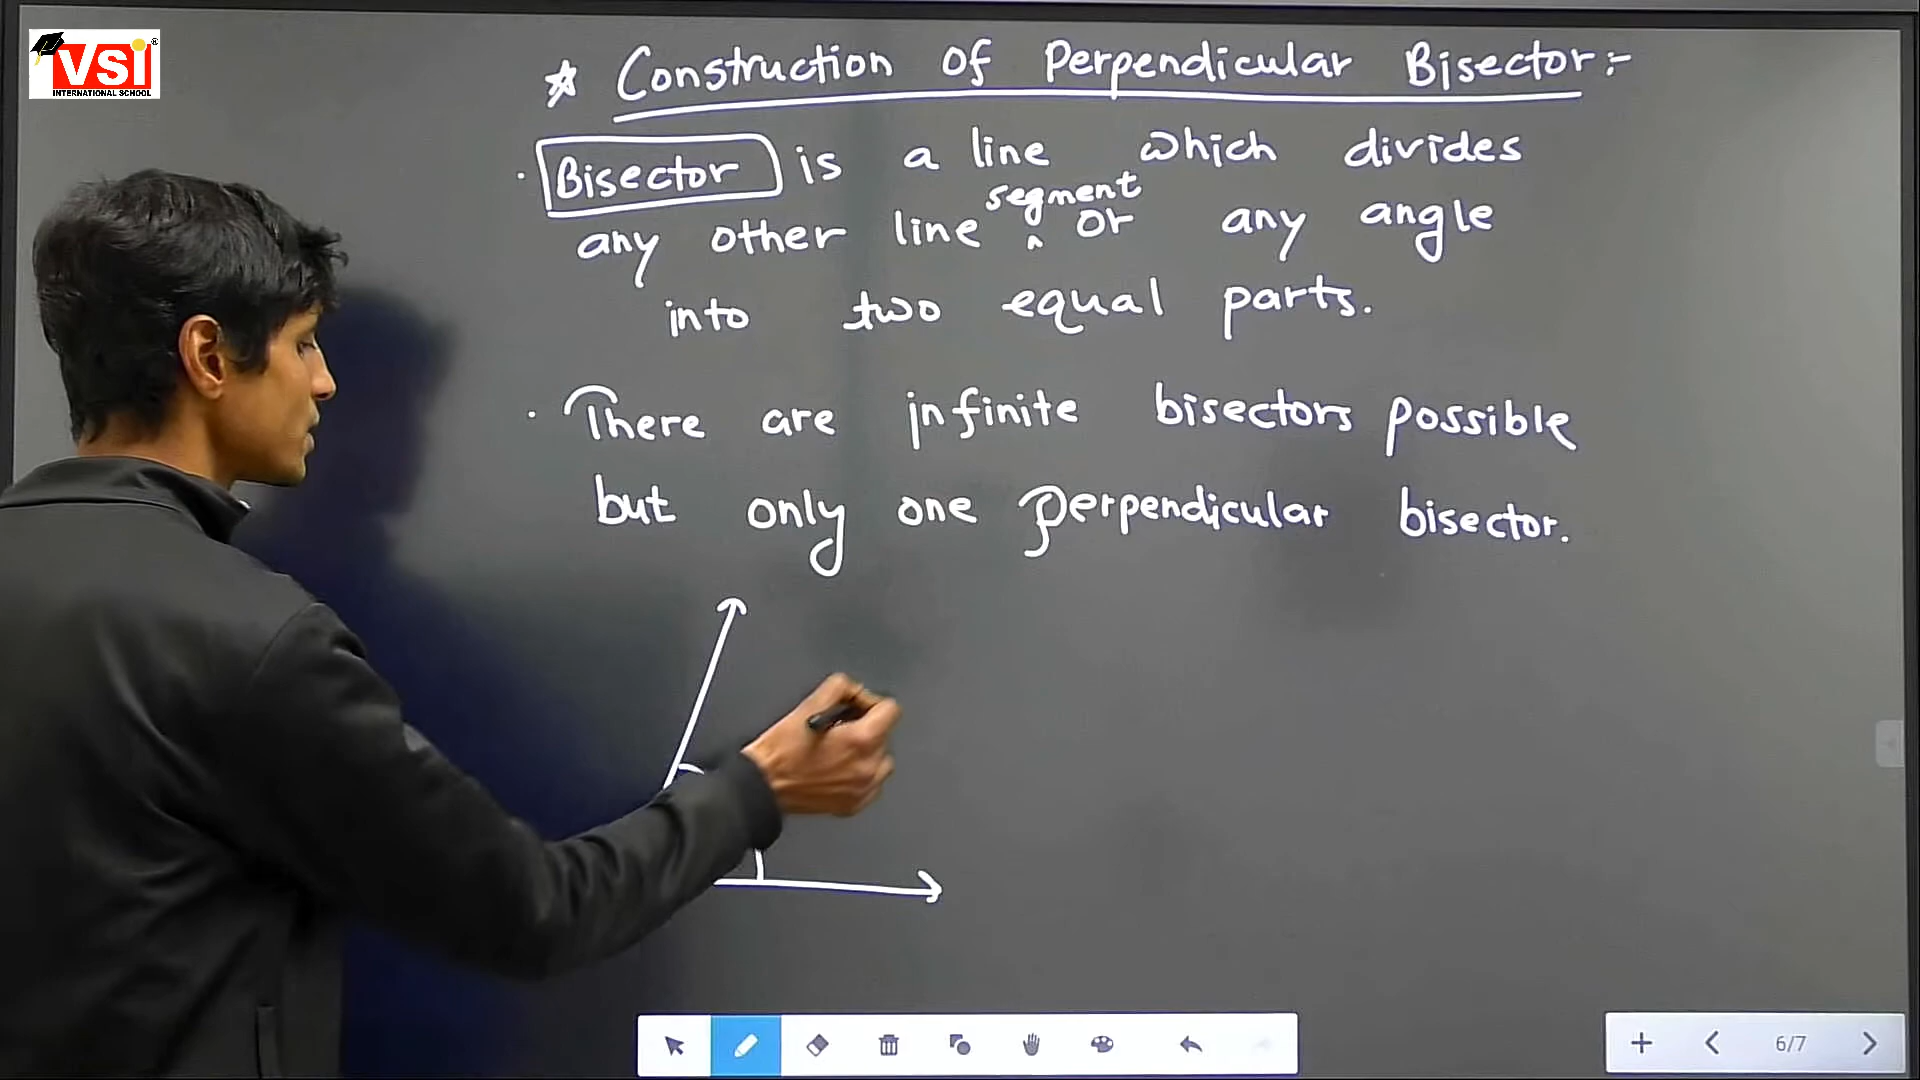 VSI
INTERNATIONAL SCHOOL
☆ Construction of Perpendicular Bisector:-
· Bisector is a line which divides
segment
any other line ^ or any angle
into two equal parts.
· There are infinite bisectors possible
but only one perpendicular bisector.
6/7